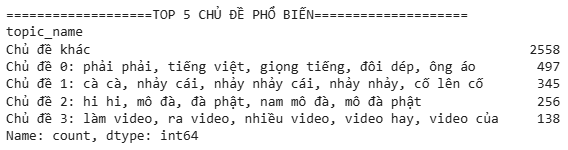 ===================TOP 5 CHỦ ĐỀ PHỔ BIẾN====================
topic_name
Chủ đề khác 2558
Chủ đề 0: phải phải, tiếng việt, giọng tiếng, đôi dép, ông áo 497
Chủ đề 1: cà cà, nhảy cái, nhảy nhảy cái, nhảy nhảy, cố lên cố 345
Chủ đề 2: hi hi, mô đà, đà phật, nam mô đà, mô đà phật 256
Chủ đề 3: làm video, ra video, nhiều video, video hay, video của 138
Name: count, dtype: int64